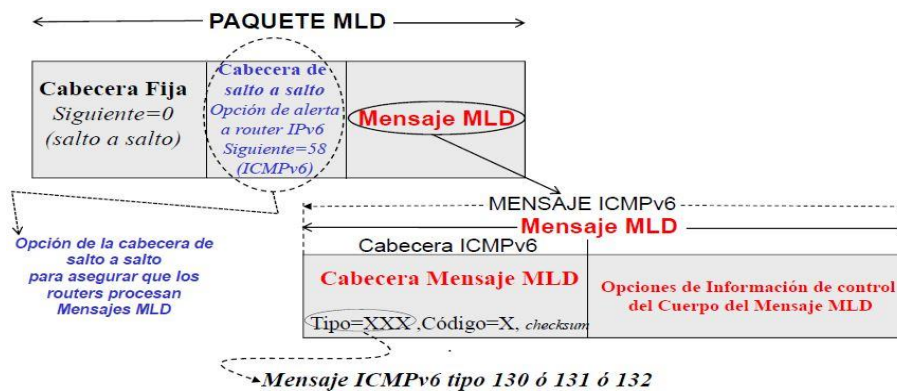 PAQUETE MLD
Cabecera Fija
Siguiente=0
(salto a salto)
Cabecera de
salto a salto
Opción de alerta
a router IPv6
Siguiente=58
(ICMPv6)
Mensaje MLD
MENSAJE ICMPv6
Mensaje MLD
Opción de la cabecera de
salto a salto
para asegurar que los
routers procesan
Mensajes MLD
Cabecera ICMPv6
Cabecera Mensaje MLD
Tipo=XXX ,Código=X, checksum
Opciones de Información de control
del Cuerpo del Mensaje MLD
Mensaje ICMPv6 tipo 130 ó 131 ó 132